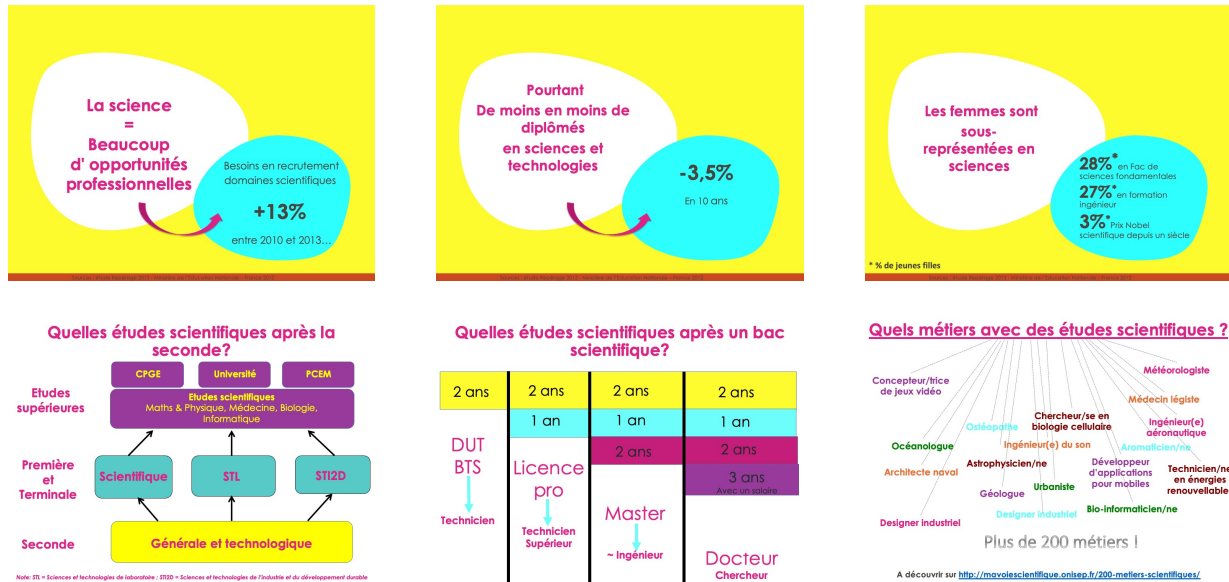 La science
=
Beaucoup
d' opportunités
professionnelles
Besoins en recrutement
domaines scientifiques
+13%
entre 2010 et 2013…
Pourtant
De moins en moins de
diplômés
en sciences et
technologies
-3,5%
En 10 ans
Les femmes sont
sous-
représentées en
sciences
28%* en Fac de
sciences fondamentales
27%* en formation
ingénieur
3%* Prix Nobel
scientifique depuis un siècle
* % de jeunes filles
Quelles études scientifiques après la
seconde?
CPGE
Université
PCEM
Etudes
supérieures
Etudes scientifiques
Maths & Physique, Médecine, Biologie,
Informatique
Première
et
Terminale
Scientifique
STL
STI2D
Seconde
Générale et technologique
Note: STL = Sciences et technologies de laboratoire ; STI2D = Sciences et technologies de l'industrie et du développement durable
Quelles études scientifiques après un bac
scientifique?
2 ans
2 ans
2 ans
2 ans
1 an
1 an
1 an
2 ans
2 ans
3 ans
Avec un salaire
DUT
BTS
Technicien
Licence
pro
Technicien
Supérieur
Master
~ Ingénieur
Docteur
Chercheur
Quels métiers avec des études scientifiques ?
Météorologiste
Concepteur/trice
de jeux vidéo
Médecin légiste
Chercheur/se en
biologie cellulaire
Ingénieur(e)
aéronautique
Ostéopathe
Océanologue
Ingénieur(e) du son
Aromaticien/ne
Architecte naval
Astrophysicien/ne
Développeur
d'applications
pour mobiles
Technicien/ne
en énergies
renouvellable
Géologue
Urbaniste
Designer industriel
Designer industriel
Bio-informaticien/ne
Plus de 200 métiers !
A découvrir sur http://mavoiescientifique.onisep.fr/200-metiers-scientifiques/